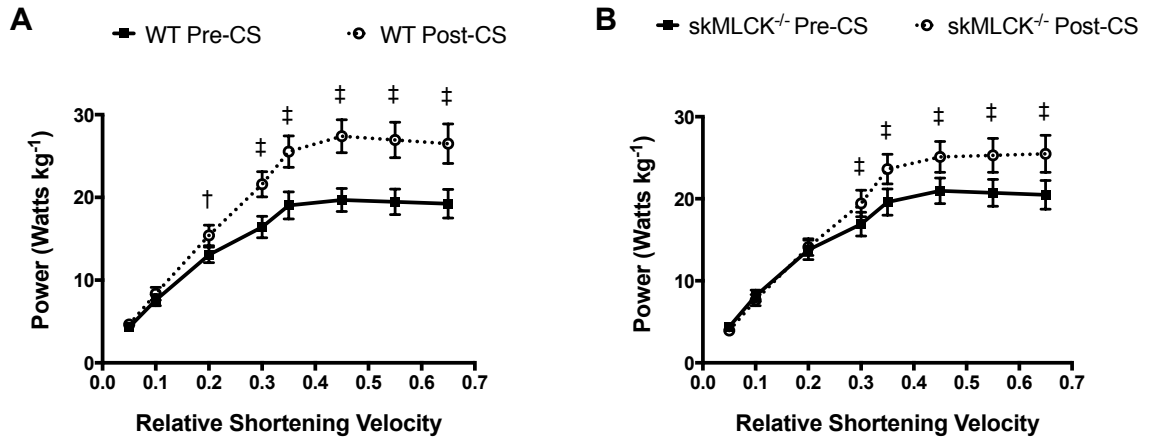 A
WT Pre-CS
WT Post-CS
Power (Watts kg-1)
30
20
10
0
† ‡ ‡ ‡ ‡ ‡
0.0 0.1 0.2 0.3 0.4 0.5 0.6 0.7
Relative Shortening Velocity
B
skMLCK-/- Pre-CS
skMLCK-/- Post-CS
Power (Watts kg-1)
30
20
10
0
‡ ‡ ‡ ‡ ‡
0.0 0.1 0.2 0.3 0.4 0.5 0.6 0.7
Relative Shortening Velocity